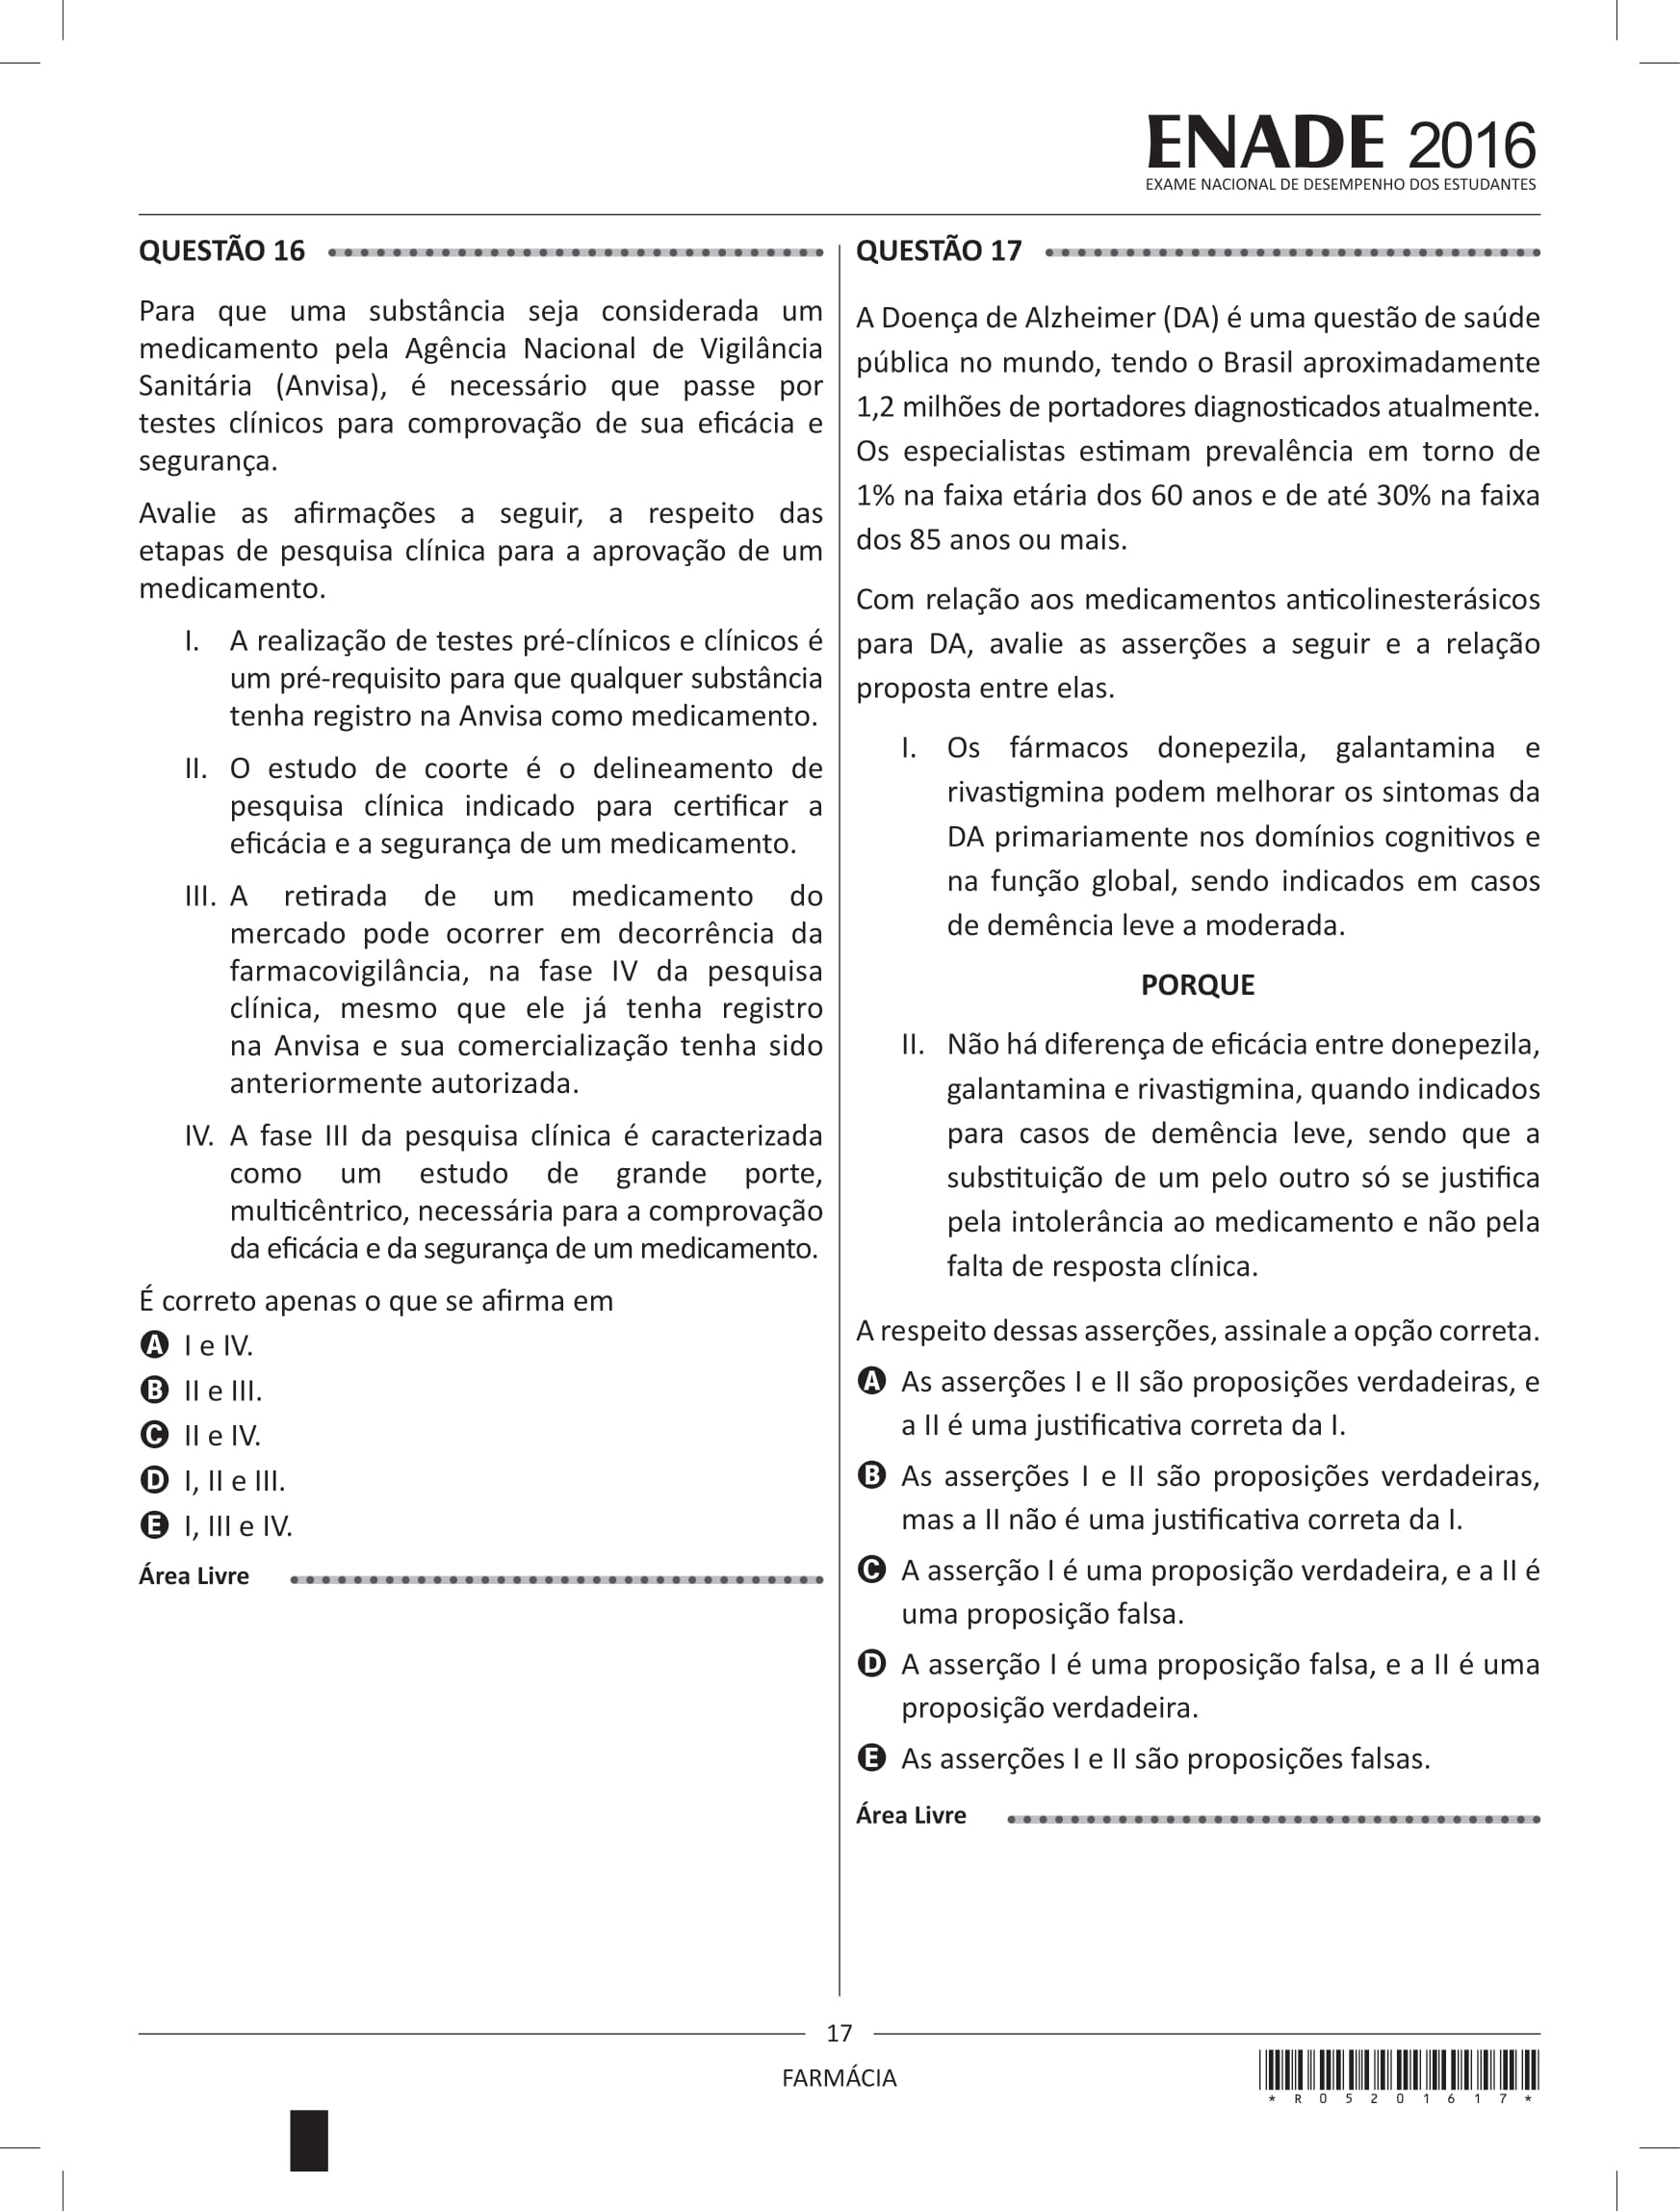 ENADE 2016
EXAME NACIONAL DE DESEMPENHO DOS ESTUDANTES
QUESTÃO 16
Para que uma substância seja considerada um
medicamento pela Agência Nacional de Vigilância
Sanitária (Anvisa), é necessário que passe por
testes clínicos para comprovação de sua eficácia e
segurança.
Avalie as afirmações a seguir, a respeito das
etapas de pesquisa clínica para a aprovação de um
medicamento.
I. A realização de testes pré-clínicos e clínicos é
um pré-requisito para que qualquer substância
tenha registro na Anvisa como medicamento.
II. O estudo de coorte é o delineamento de
pesquisa clínica indicado para certificar a
eficácia e a segurança de um medicamento.
III. A retirada de um medicamento do
mercado pode ocorrer em decorrência da
farmacovigilância, na fase IV da pesquisa
clínica, mesmo que ele já tenha registro
na Anvisa e sua comercialização tenha sido
anteriormente autorizada.
IV. A fase III da pesquisa clínica é caracterizada
como um estudo de grande porte,
multicêntrico, necessária para a comprovação
da eficácia e da segurança de um medicamento.
É correto apenas o que se afirma em
A I e IV.
B II e III.
C II e IV.
D I, II e III.
E I, III e IV.
Área Livre
QUESTÃO 17
A Doença de Alzheimer (DA) é uma questão de saúde
pública no mundo, tendo o Brasil aproximadamente
1,2 milhões de portadores diagnosticados atualmente.
Os especialistas estimam prevalência em torno de
1% na faixa etária dos 60 anos e de até 30% na faixa
dos 85 anos ou mais.
Com relação aos medicamentos anticolinesterásicos
para DA, avalie as asserções a seguir e a relação
proposta entre elas.
I. Os fármacos donepezila, galantamina e
rivastigmina podem melhorar os sintomas da
DA primariamente nos domínios cognitivos e
na função global, sendo indicados em casos
de demência leve a moderada.
PORQUE
II. Não há diferença de eficácia entre donepezila,
galantamina e rivastigmina, quando indicados
para casos de demência leve, sendo que a
substituição de um pelo outro só se justifica
pela intolerância ao medicamento e não pela
falta de resposta clínica.
A respeito dessas asserções, assinale a opção correta.
A As asserções I e II são proposições verdadeiras, e
a II é uma justificativa correta da I.
B As asserções I e II são proposições verdadeiras,
mas a II não é uma justificativa correta da I.
C A asserção I é uma proposição verdadeira, e a II é
uma proposição falsa.
D A asserção I é uma proposição falsa, e a II é uma
proposição verdadeira.
E As asserções I e II são proposições falsas.
Área Livre
17
FARMÁCIA
* R 0 5 2 0 1 6 1 7 *